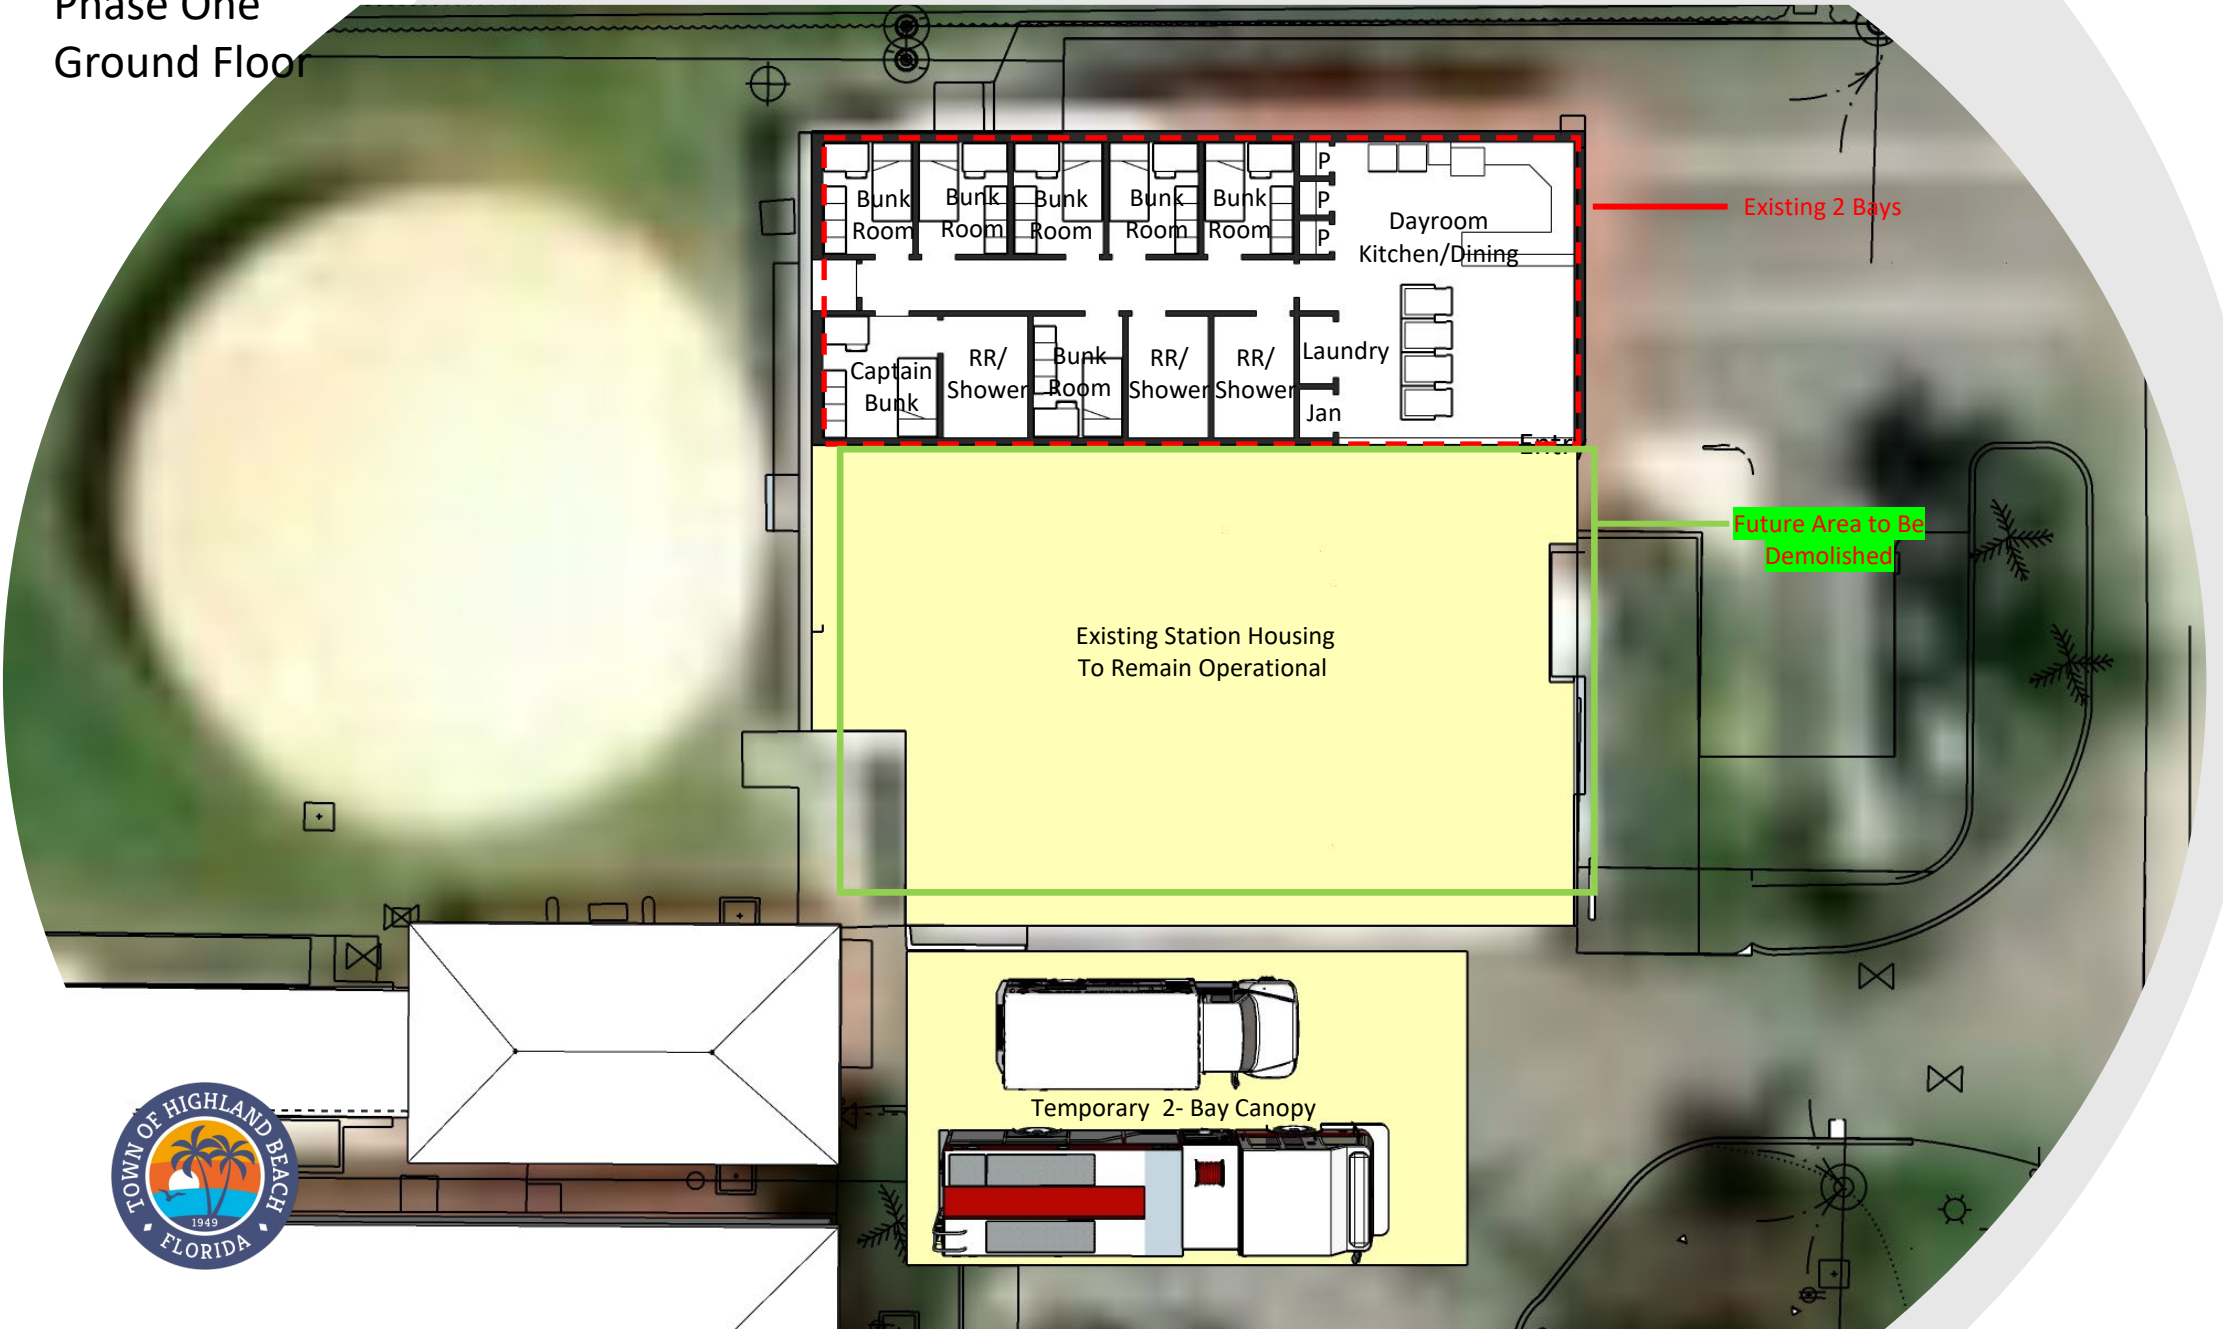 Phase One
Ground Floor
Bunk
Room
Bunk
Room
Bunk
Room
Bunk
Room
Bunk
Room
P
P
P
Dayroom
Kitchen/Dining
Existing 2 Bays
Captain
Bunk
RR/
Shower
Bunk
Room
RR/
Shower
RR/
Shower
Laundry
Jan
Entry
Future Area to Be
Demolished
Existing Station Housing
To Remain Operational
Temporary 2- Bay Canopy
TOWN OF HIGHLAND BEACH
1949
FLORIDA